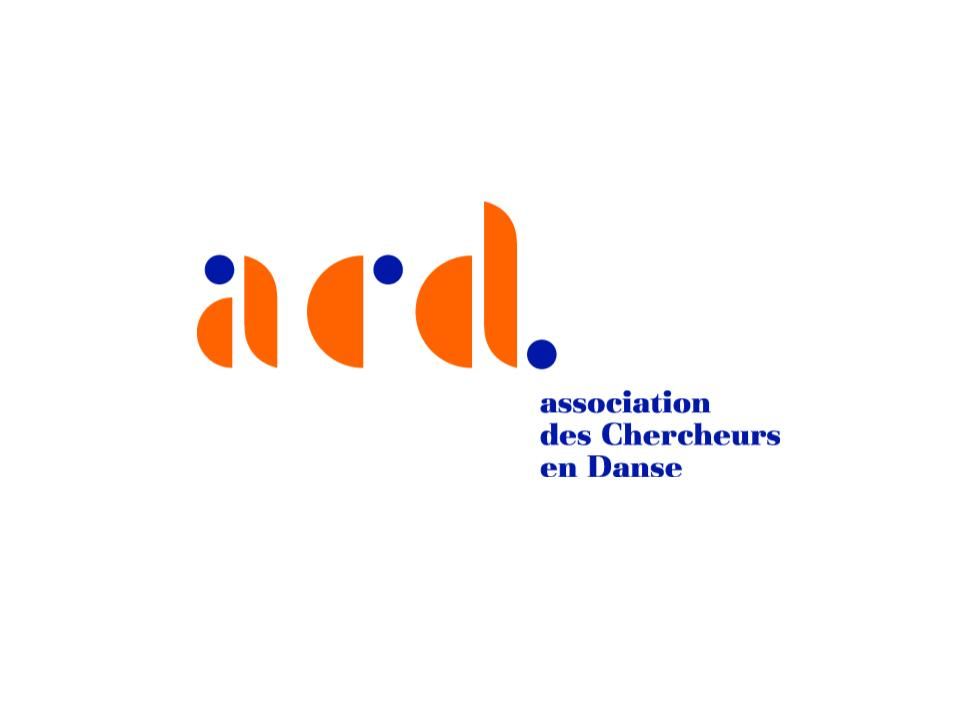 acd.
association
des Chercheurs
en Danse